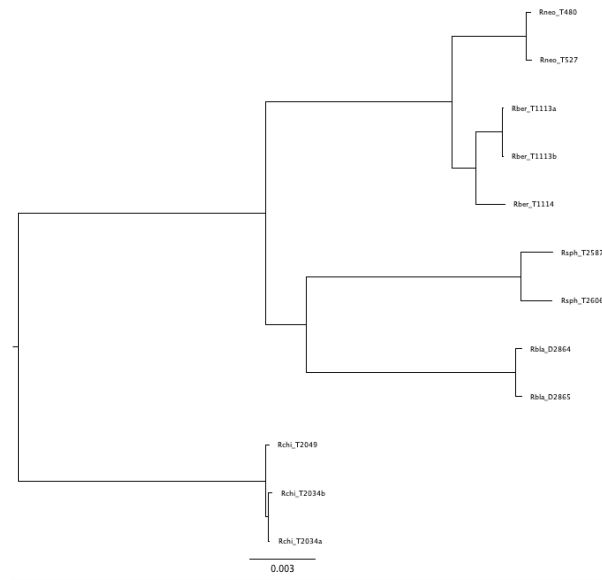 Rneo_T480
Rneo_T527
Rber_T1113a
Rber_T1113b
Rber_T1114
Rsph_T2587
Rsph_T2606
Rbla_D2864
Rbla_D2865
Rchi_T2049
Rchi_T2034b
Rchi_T2034a
0.003